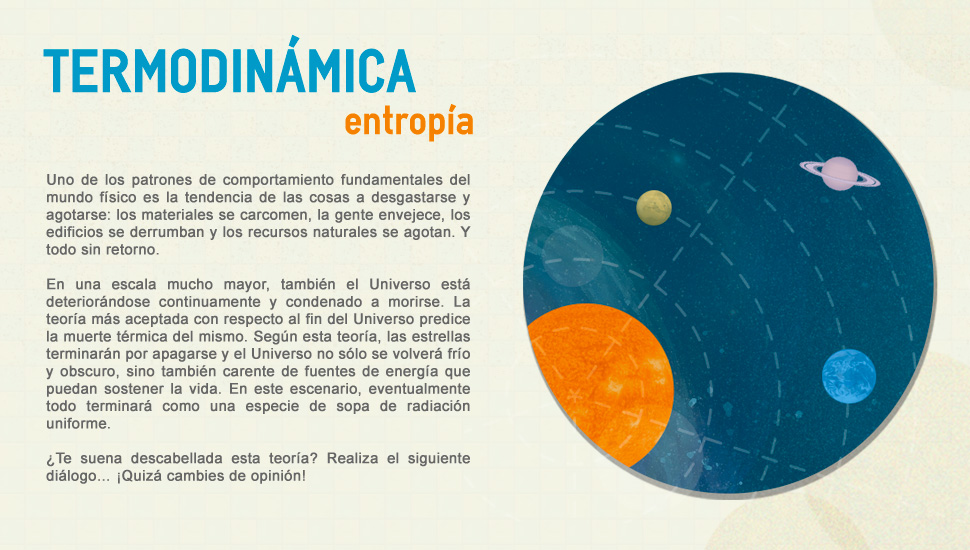 TERMODINÁMICA
entropía
Uno de los patrones de comportamiento fundamentales del
mundo físico es la tendencia de las cosas a desgastarse y
agotarse: los materiales se carcomen, la gente envejece, los
edificios se derrumban y los recursos naturales se agotan. Y
todo sin retorno.
En una escala mucho mayor, también el Universo está
deteriorándose continuamente y condenado a morirse. La
teoría más aceptada con respecto al fin del Universo predice
la muerte térmica del mismo. Según esta teoría, las estrellas
terminarán por apagarse y el Universo no sólo se volverá frío
y obscuro, sino también carente de fuentes de energía que
puedan sostener la vida. En este escenario, eventualmente
todo terminará como una especie de sopa de radiación
uniforme.
¿Te suena descabellada esta teoría? Realiza el siguiente
diálogo... ¡Quizá cambies de opinión!